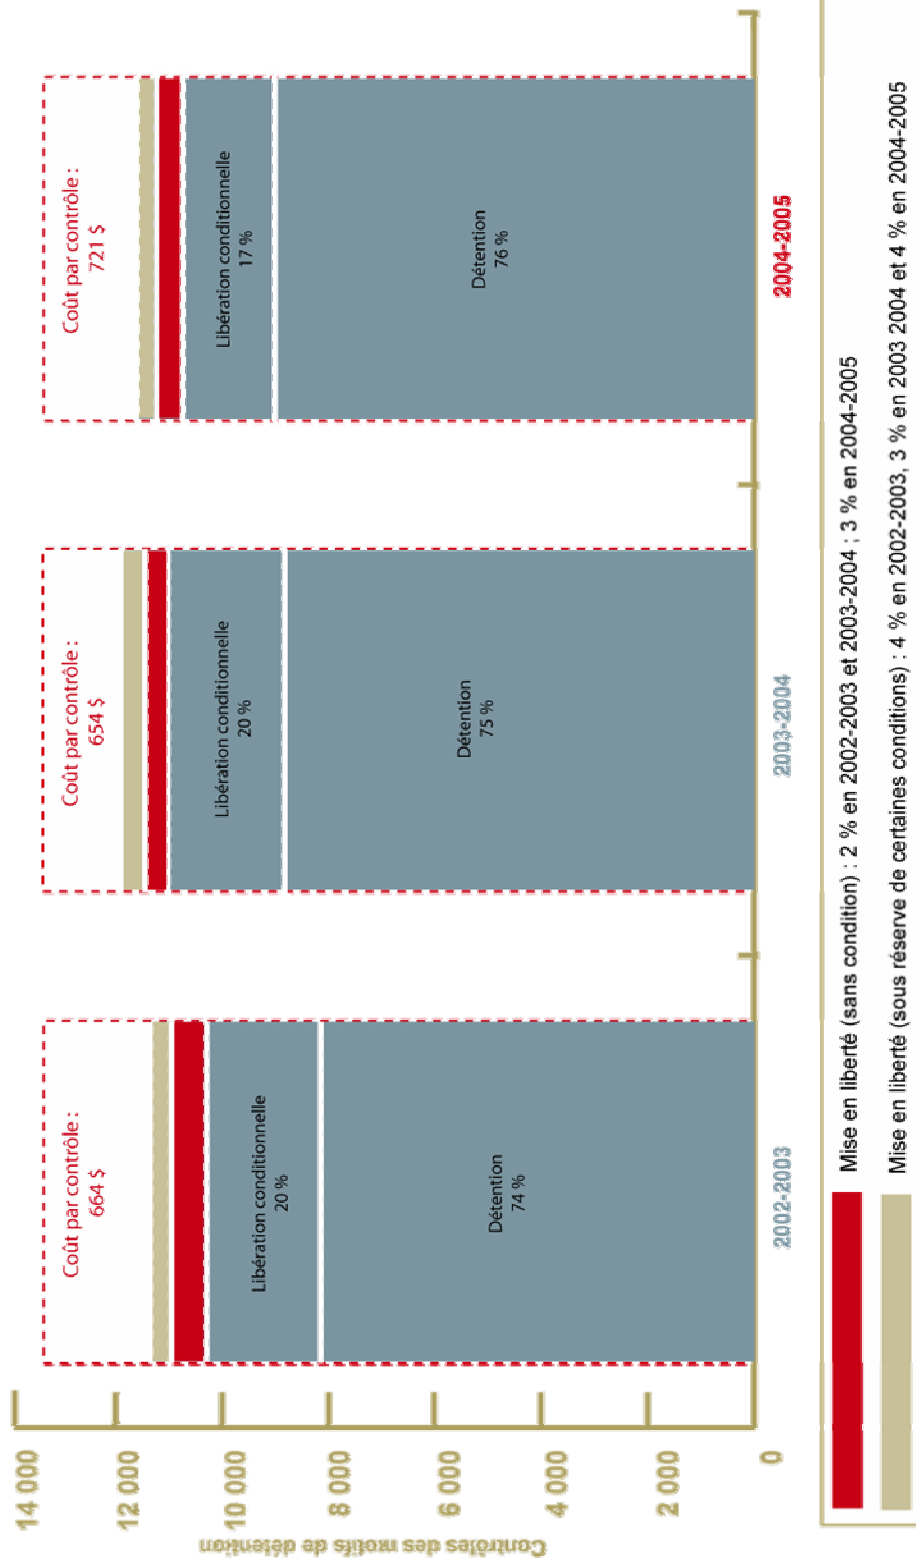 Contrôles des motifs de détention
14 000
12 000
10 000
8 000
6 000
4 000
2 000
0
Coût par contrôle :
664 $
Libération conditionnelle
20 %
Détention
74 %
2002-2003
Coût par contrôle :
654 $
Libération conditionnelle
20 %
Détention
75 %
2003-2004
Coût par contrôle :
721 $
Libération conditionnelle
17 %
Détention
76 %
2004-2005
Mise en liberté (sans condition) : 2 % en 2002-2003 et 2003-2004 ; 3 % en 2004-2005
Mise en liberté (sous réserve de certaines conditions) : 4 % en 2002-2003, 3 % en 2003 2004 et 4 % en 2004-2005